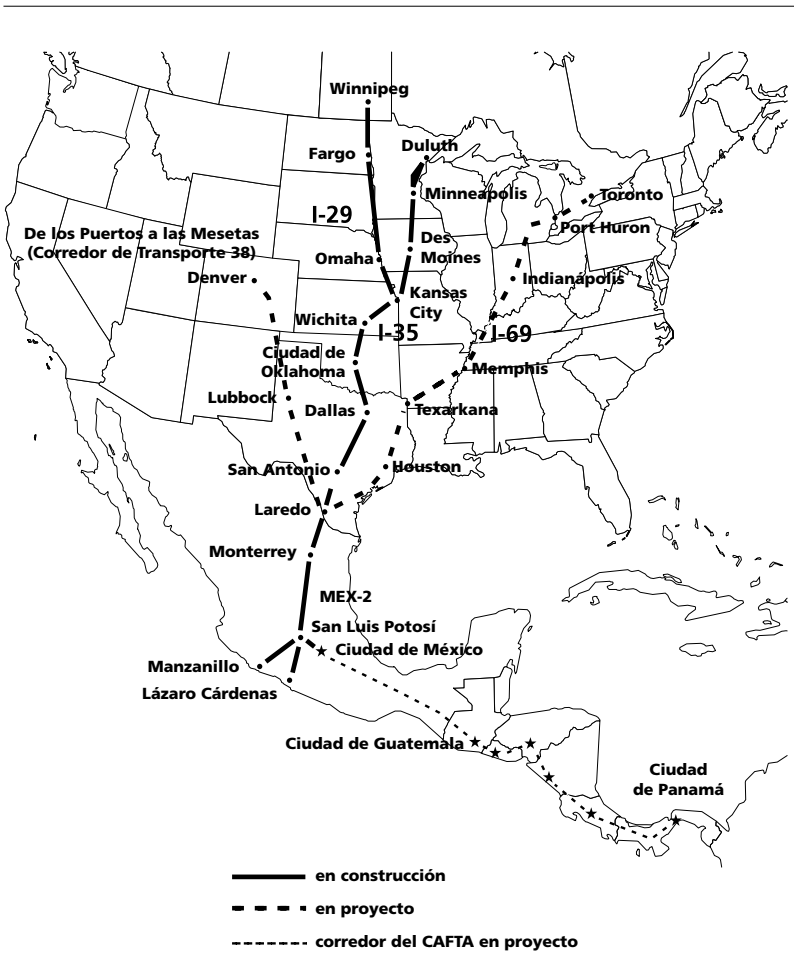 Winnipeg
Fargo
Duluth
Minneapolis
Toronto
I-29
De los Puertos a las Mesetas
(Corredor de Transporte 38)
Port Huron
Des
Moines
Omaha
Denver
Indianápolis
Kansas
City
Wichita
I-35
I-69
Ciudad de
Oklahoma
Memphis
Lubbock
Dallas
Texarkana
San Antonio
Houston
Laredo
Monterrey
MEX-2
San Luis Potosí
Ciudad de México
Manzanillo
Lázaro Cárdenas
Ciudad de Guatemala
Ciudad
de Panamá
en construcción
en proyecto
corredor del CAFTA en proyecto